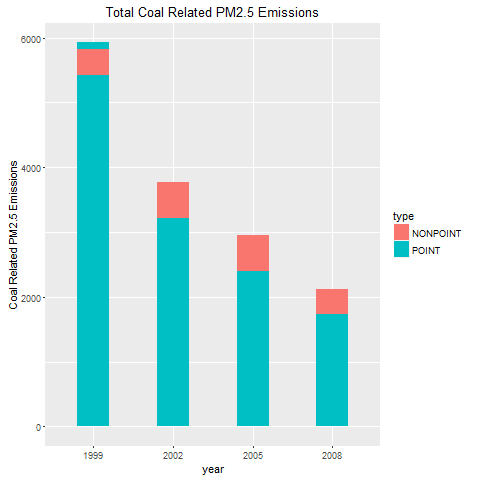 Total Coal Related PM2.5 Emissions
Coal Related PM2.5 Emissions
6000
4000
2000
0
1999
2002
2005
2008
year
type
NONPOINT
POINT